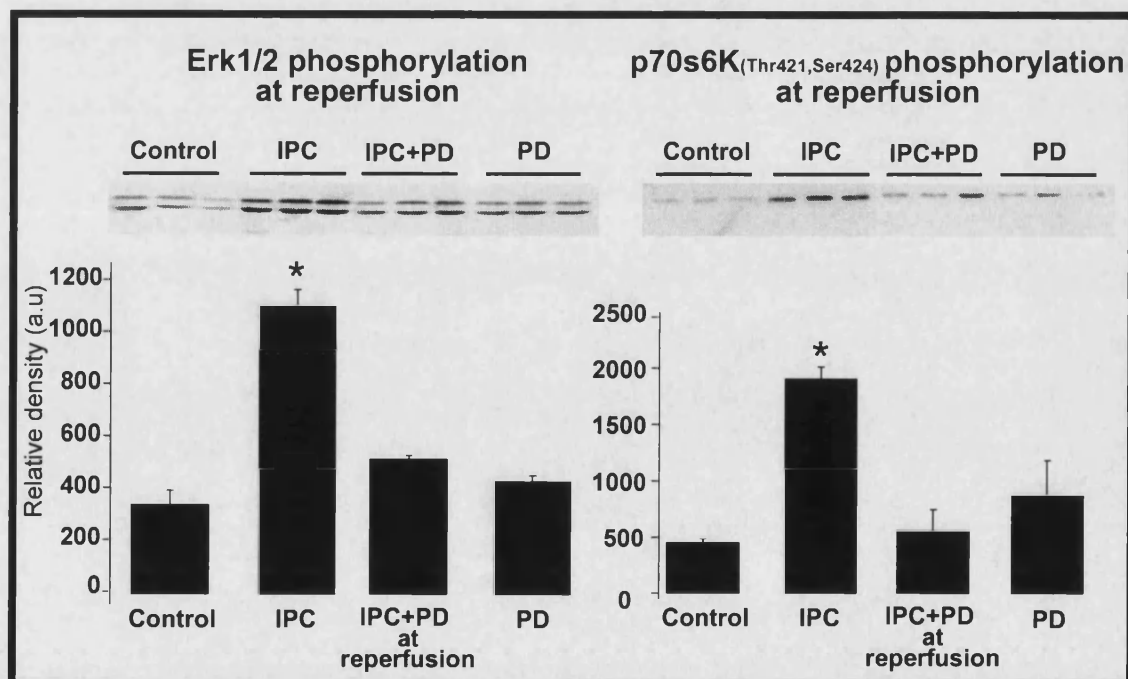 Erk1/2 phosphorylation
at reperfusion
Control IPC IPC+PD PD
*
Relative density (a.u)
1200
1000
800
600
400
200
0
Control IPC IPC+PD PD
at
reperfusion
p70s6K(Thr421,Ser424) phosphorylation
at reperfusion
Control IPC IPC+PD PD
*
2500
2000
1500
1000
500
0
Control IPC IPC+PD PD
at
reperfusion